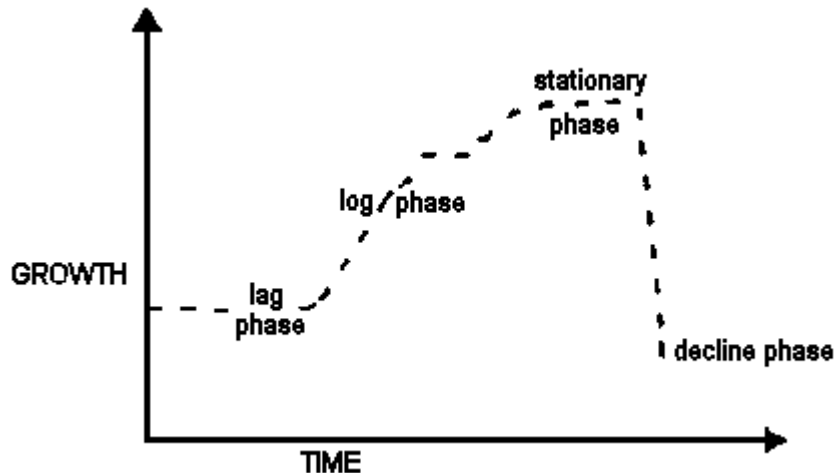 stationary
phase
log phase
GROWTH
lag
phase
decline phase
TIME